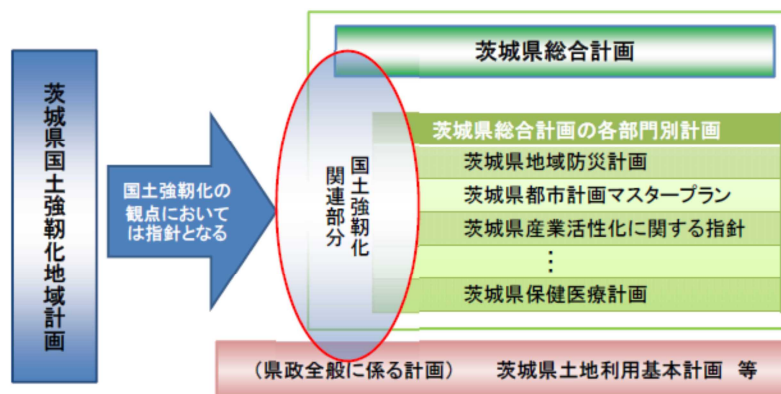 茨城県国土強靭化地域計画
国土強靭化の
観点において
は指針となる
国土強靭化
関連部分
茨城県総合計画
茨城県総合計画の各部門別計画
茨城県地域防災計画
茨城県都市計画マスタープラン
茨城県産業活性化に関する指針
⋮
茨城県保健医療計画
（県政全般に係る計画） 茨城県土地利用基本計画 等